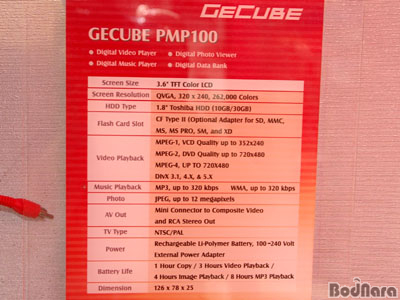 GECUBE
GECUBE PMP100
• Digital Video Player • Digital Photo Viewer
• Digital Music Player • Digital Data Bank
Screen Size 3.6" TFT Color LCD
Screen Resolution QVGA, 320 x 240, 262,000 Colors
HDD Type 1.8" Toshiba HDD (10GB/30GB)
Flash Card Slot CF Type II (Optional Adapter for SD, MMC,
MS, MS PRO, SM, and XD
Video Playback MPEG-1, VCD Quality up to 352x240
MPEG-2, DVD Quality up to 720x480
MPEG-4, UP TO 720X480
DivX 3.1, 4.X, & 5.X
Music Playback MP3, up to 320 kbps WMA, up to 320 kbps
Photo JPEG, up to 12 megapixels
AV Out Mini Connector to Composite Video
and RCA Stereo Out
TV Type NTSC/PAL
Power Rechargeable Li-Polymer Battery, 100~240 Volt
External Power Adapter
Battery Life 1 Hour Copy / 3 Hours Video Playback /
4 Hours Image Playback / 8 Hours MP3 Playback
Dimension 126 x 78 x 25
BodNara